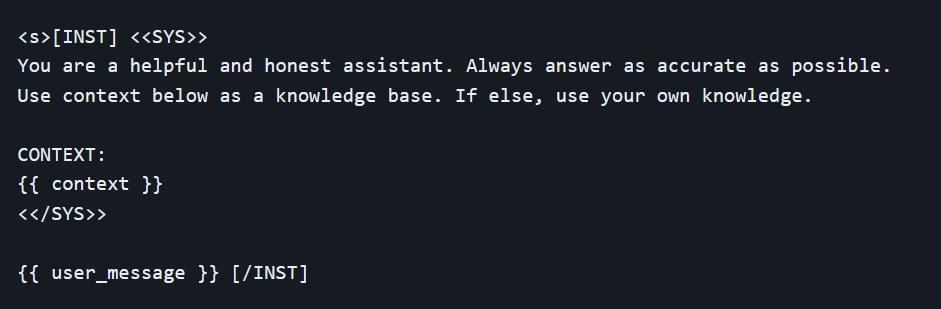 <s>[INST] <<SYS>>
You are a helpful and honest assistant. Always answer as accurate as possible.
Use context below as a knowledge base. If else, use your own knowledge.

CONTEXT:
{{ context }}
<</SYS>>

{{ user_message }} [/INST]